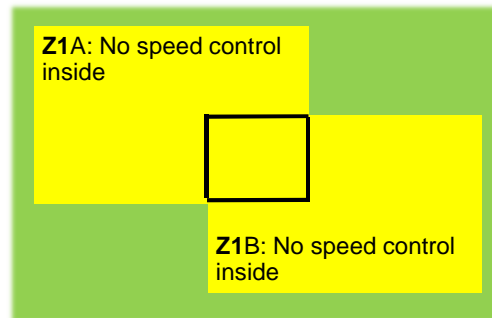 Z1A: No speed control
inside
Z1B: No speed control
inside